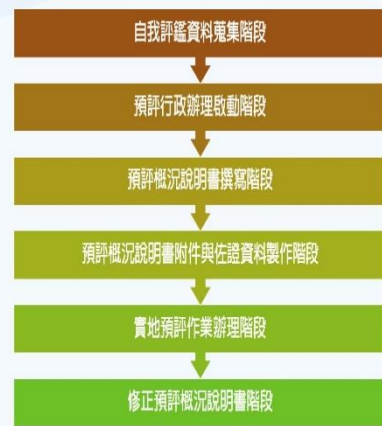 自我評鑑資料蒐集階段
預評行政辦理啟動階段
預評概況說明書撰寫階段
預評概況說明書附件與佐證資料製作階段
實地預評作業辦理階段
修正預評概況說明書階段